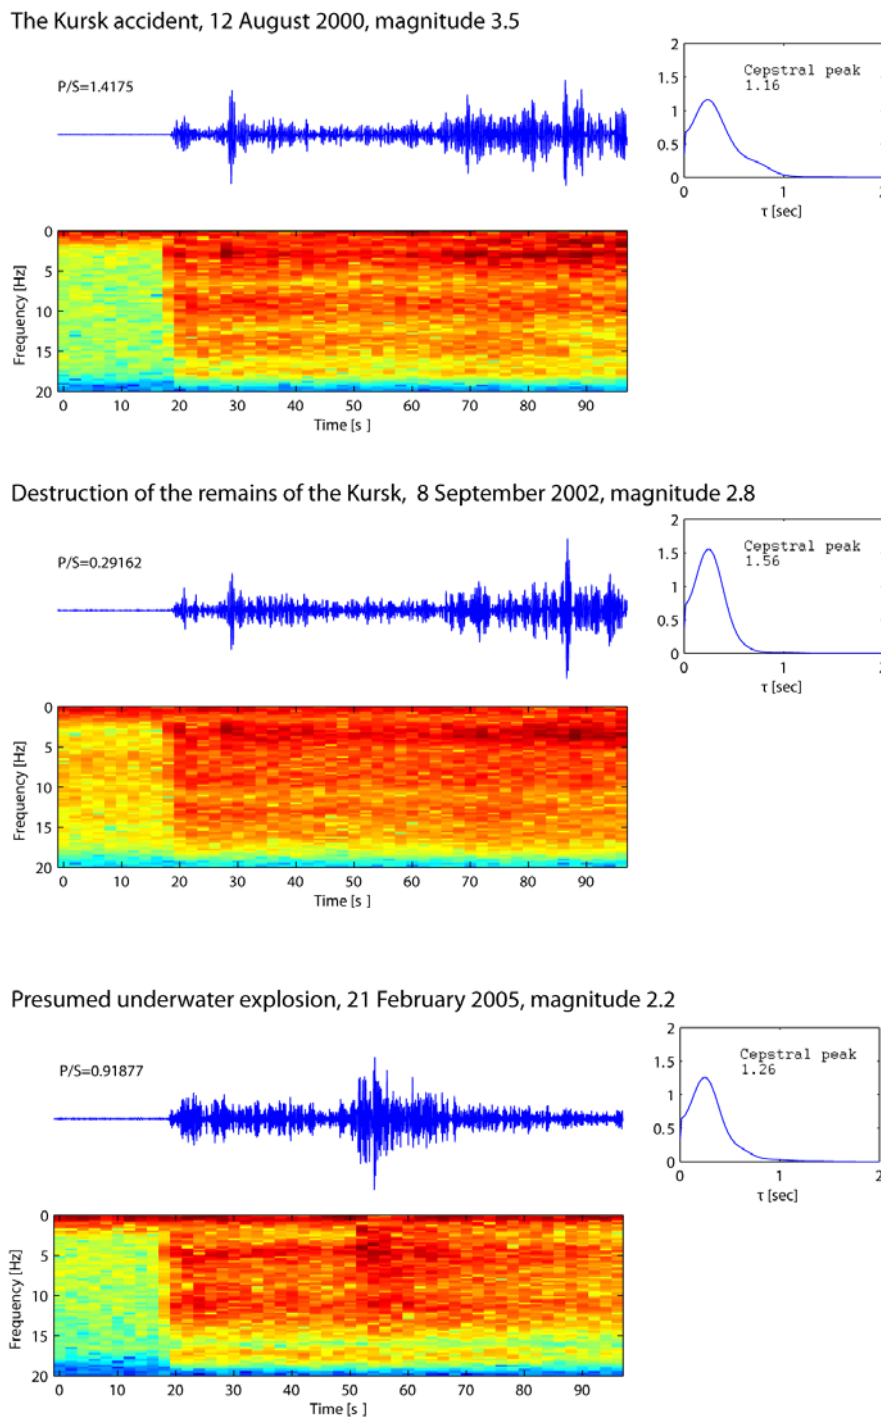 The Kursk accident, 12 August 2000, magnitude 3.5
P/S=1.4175
2
1.5
1
0.5
0
Cepstral peak
1.16
0 1 2
τ [sec]
0
5
10
15
20
Frequency [Hz]
0 10 20 30 40 50 60 70 80 90
Time [s ]
Destruction of the remains of the Kursk, 8 September 2002, magnitude 2.8
P/S=0.29162
2
1.5
1
0.5
0
Cepstral peak
1.56
0 1 2
τ [sec]
0
5
10
15
20
Frequency [Hz]
0 10 20 30 40 50 60 70 80 90
Time [s ]
Presumed underwater explosion, 21 February 2005, magnitude 2.2
P/S=0.91877
2
1.5
1
0.5
0
Cepstral peak
1.26
0 1 2
τ [sec]
0
5
10
15
20
Frequency [Hz]
0 10 20 30 40 50 60 70 80 90
Time [s ]